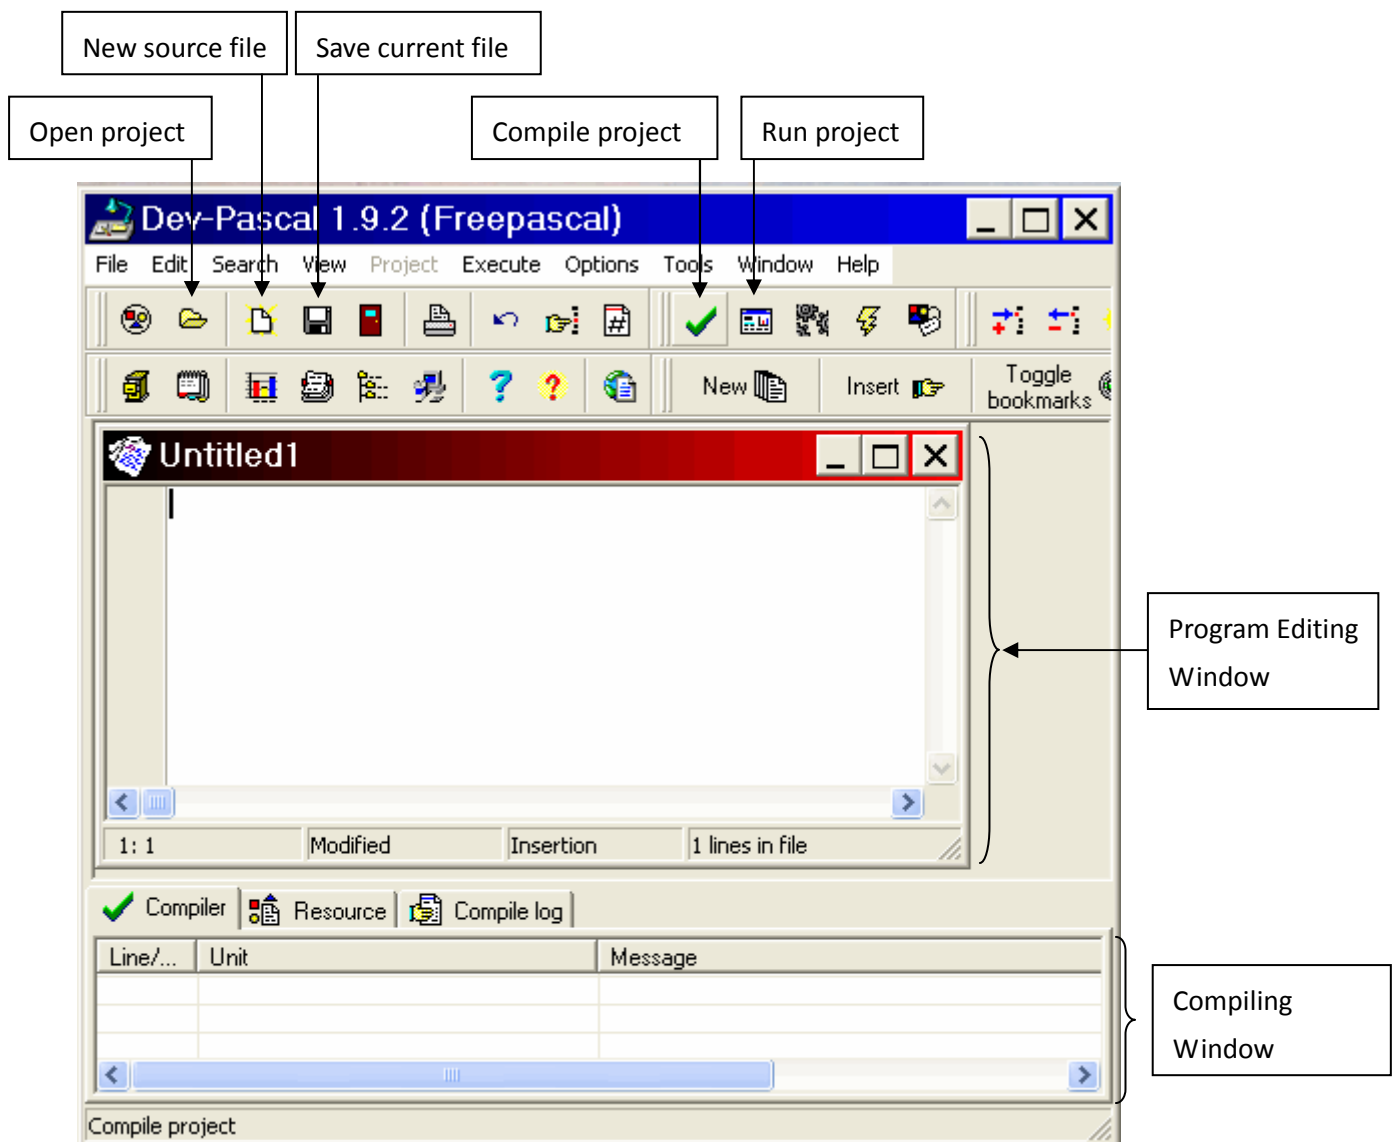 New source file
Save current file
Open project
Compile project
Run project
Dev-Pascal 1.9.2 (Freepascal)
File Edit Search View Project Execute Options Tools Window Help
New Insert Toggle
bookmarks
Untitled1
Program Editing
Window
1: 1 Modified Insertion 1 lines in file
Compiler Resource Compile log
Line/... Unit Message
Compiling
Window
Compile project